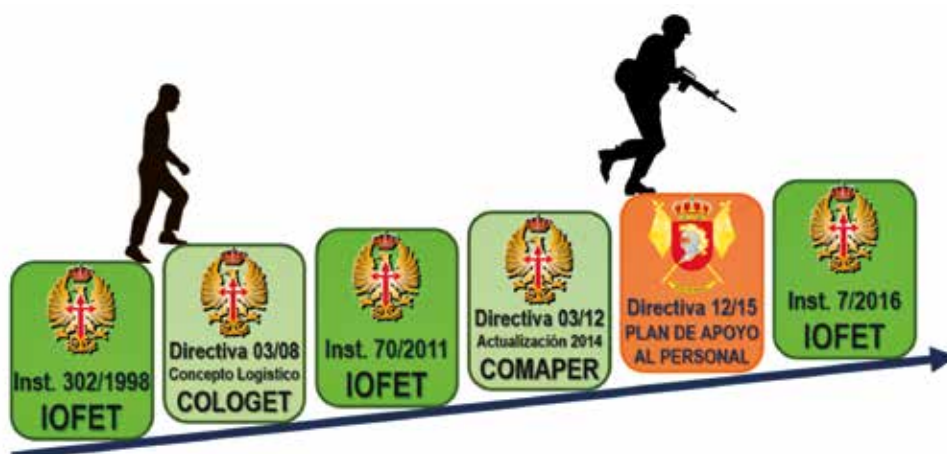 Inst. 302/1998
IOFET
Directiva 03/08
Concepto Logístico
COLOGET
Inst. 70/2011
IOFET
Directiva 03/12
Actualización 2014
COMAPER
Directiva 12/15
PLAN DE APOYO
AL PERSONAL
Inst. 7/2016
IOFET